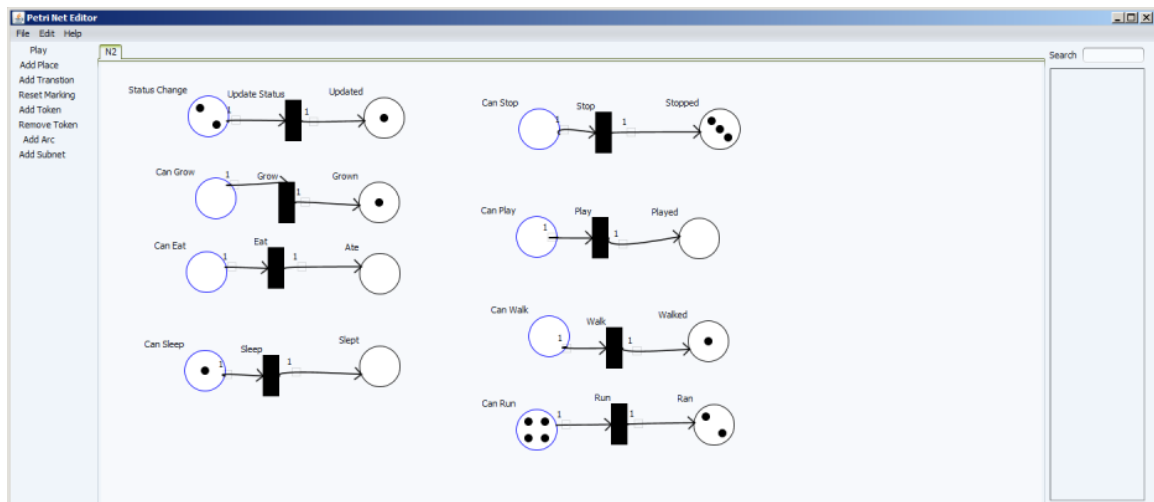 Petri Net Editor
File Edit Help
Play
Add Place
Add Transtion
Reset Marking
Add Token
Remove Token
Add Arc
Add Subnet
N2
Search
Status Change Update Status Updated
1 1
Can Grow Grow Grown
1 1
Can Eat Eat Ate
1 1
Can Sleep Sleep Slept
1 1
Can Stop Stop Stopped
1 1
Can Play Play Played
1 1
Can Walk Walk Walked
1 1
Can Run Run Ran
1 1